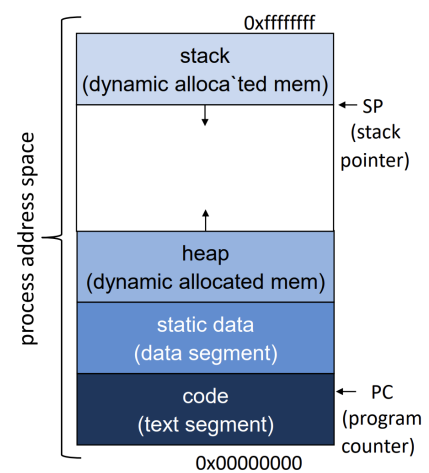 0xffffffff
stack
(dynamic alloca`ted mem)
SP
(stack
pointer)
process address space
heap
(dynamic allocated mem)
static data
(data segment)
code
(text segment)
PC
(program
counter)
0x00000000